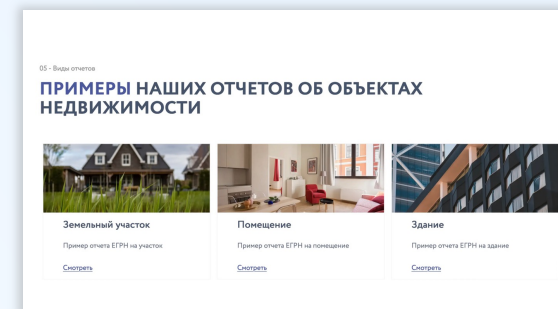 05 - Виды отчетов
ПРИМЕРЫ НАШИХ ОТЧЕТОВ ОБ ОБЪЕКТАХ
НЕДВИЖИМОСТИ
Земельный участок
Пример отчета ЕГРН на участок
Смотреть
Помещение
Пример отчета ЕГРН на помещение
Смотреть
Здание
Пример отчета ЕГРН на здание
Смотреть